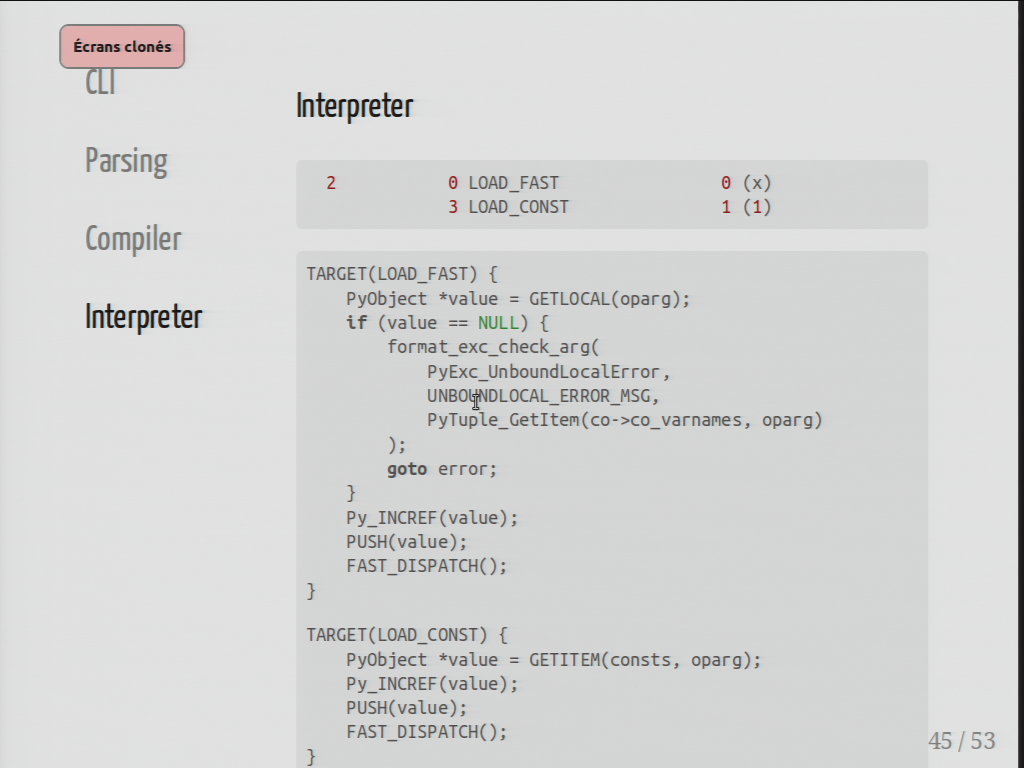 Écrans clonés
CLI
Parsing
Compiler
Interpreter
Interpreter
2 0 LOAD_FAST 0 (x)
3 LOAD_CONST 1 (1)
TARGET(LOAD_FAST) {
PyObject *value = GETLOCAL(oparg);
if (value == NULL) {
format_exc_check_arg(
PyExc_UnboundLocalError,
UNBOUNDLOCAL_ERROR_MSG,
PyTuple_GetItem(co->co_varnames, oparg)
);
goto error;
}
Py_INCREF(value);
PUSH(value);
FAST_DISPATCH();
}
TARGET(LOAD_CONST) {
PyObject *value = GETITEM(consts, oparg);
Py_INCREF(value);
PUSH(value);
FAST_DISPATCH();
}
45 / 53